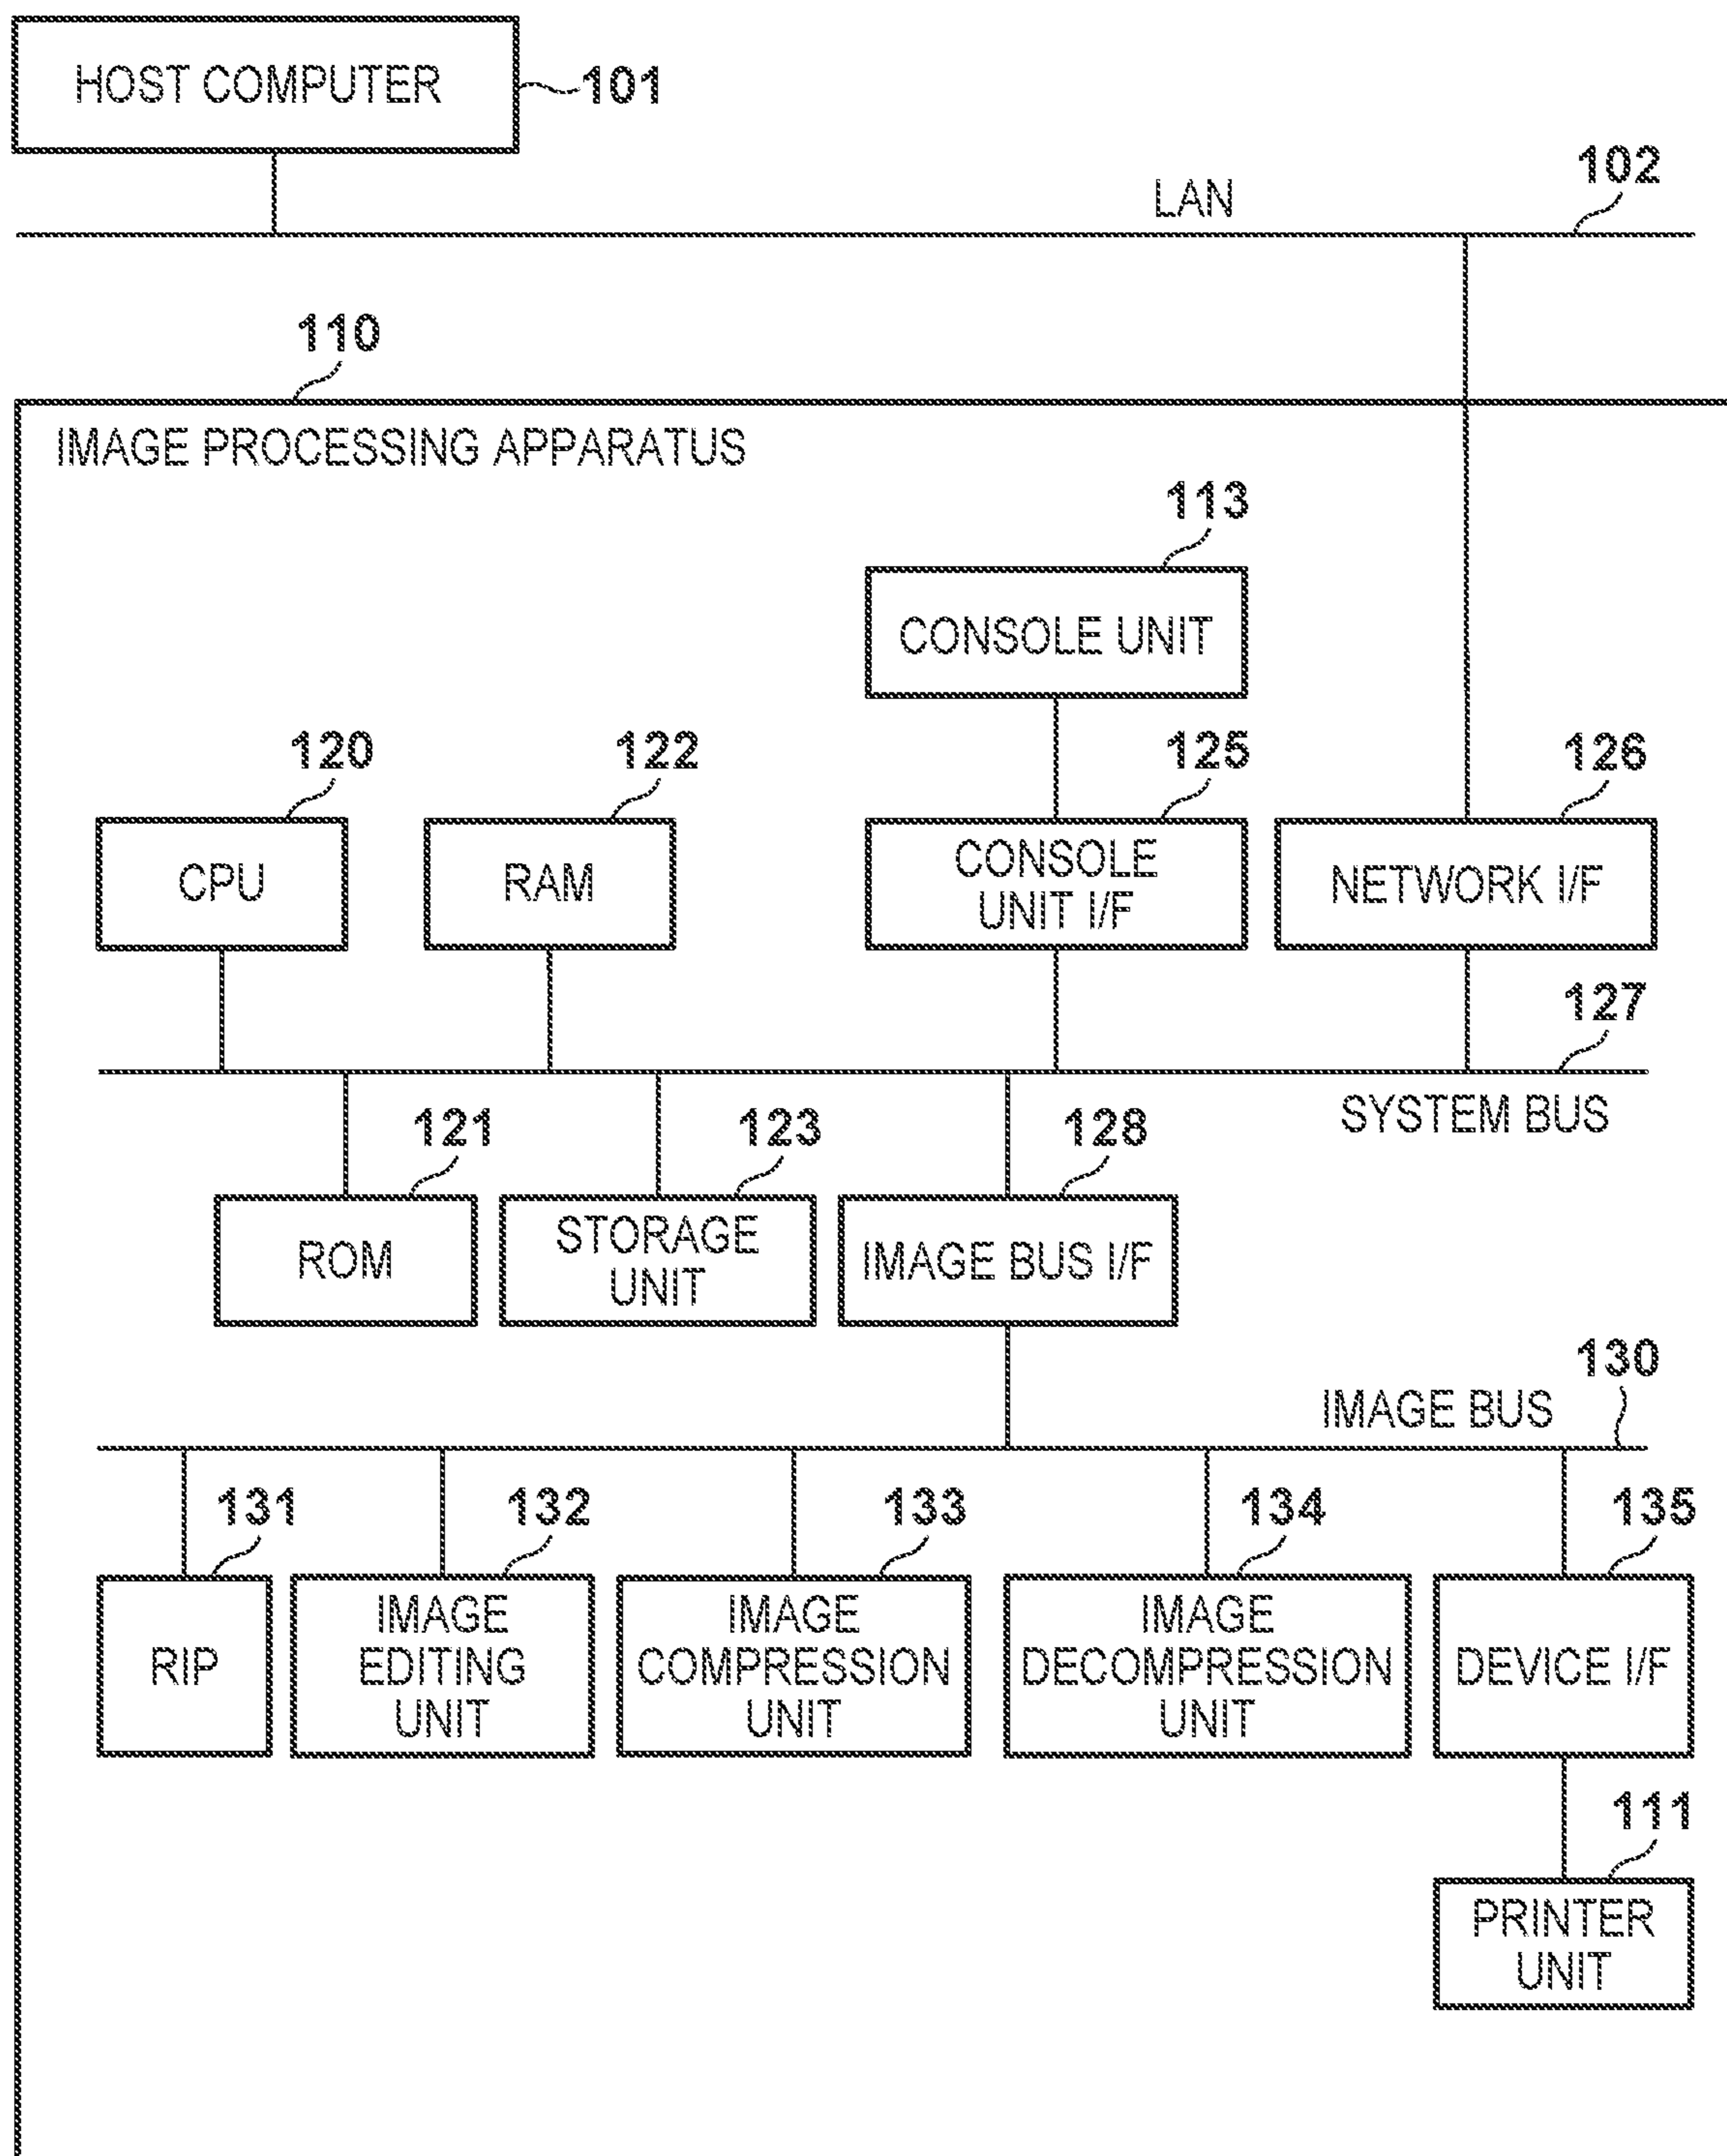 HOST COMPUTER
101
102
LAN
110
IMAGE PROCESSING APPARATUS
113
CONSOLE UNIT
120
122
125
126
CPU
RAM
CONSOLE
UNIT I/F
NETWORK I/F
127
SYSTEM BUS
121
123
128
ROM
STORAGE
UNIT
IMAGE BUS I/F
130
IMAGE BUS
131
132
133
134
135
RIP
IMAGE
EDITING
UNIT
IMAGE
COMPRESSION
UNIT
IMAGE
DECOMPRESSION
UNIT
DEVICE I/F
111
PRINTER
UNIT